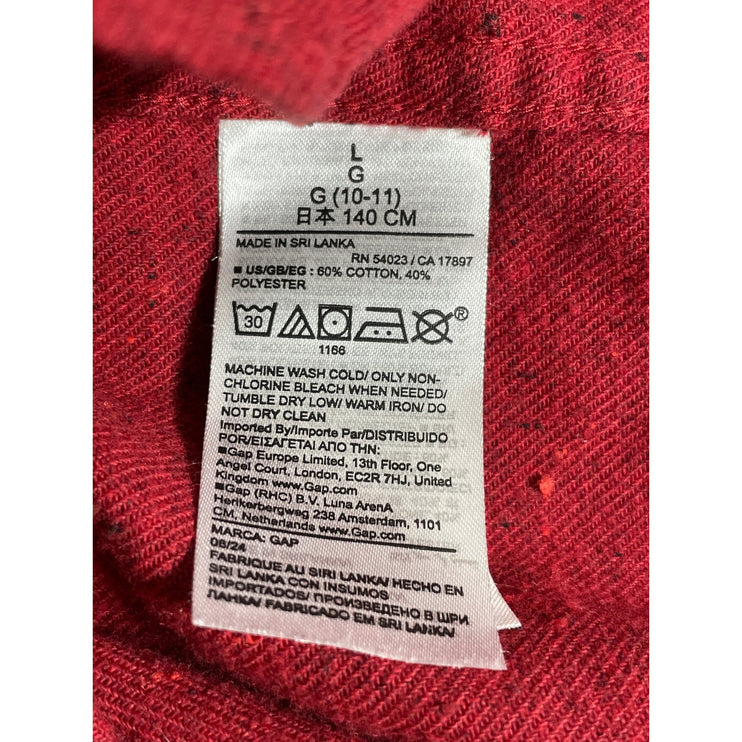 L
G
G (10-11)
日本 140 CM
MADE IN SRI LANKA
RN 54023 / CA 17897
■ US/GB/EG : 60% COTTON, 40%
POLYESTER
30
®
1166
MACHINE WASH COLD/ ONLY NON-
CHLORINE BLEACH WHEN NEEDED/
TUMBLE DRY LOW/ WARM IRON/ DO
NOT DRY CLEAN
Imported By/Importe Par/DISTRIBUIDO
POR/ΕΙΣΑΓΕΤΑΙ ΑΠΟ ΤΗΝ:
■Gap Europe Limited, 13th Floor, One
Angel Court, London, EC2R 7HJ, United
Kingdom www.Gap.com
■Gap (RHC) B.V. Luna ArenA
Herikerbergweg 238 Amsterdam, 1101
CM, Netherlands www.Gap.com
MARCA: GAP
08/24
FABRIQUE AU SIRI LANKA/ HECHO EN
SRI LANKA CON INSUMOS
IMPORTADOS/ ПРОИЗВЕДЕНО В ШРИ
ЛАНКА/ FABRICADO EM SRI LANKA/